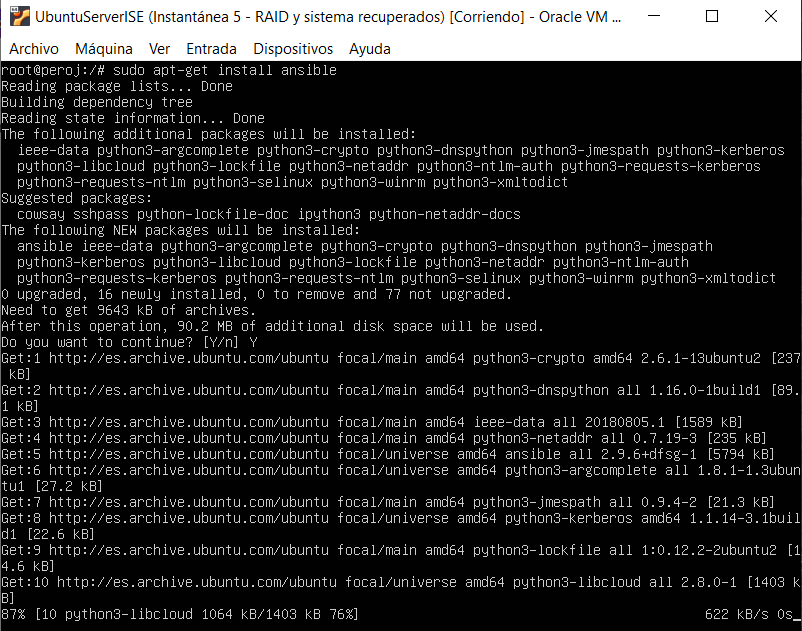 UbuntuServerISE (Instantánea 5 - RAID y sistema recuperados) [Corriendo] - Oracle VM ...
Archivo Máquina Ver Entrada Dispositivos Ayuda
root@peroj:/# sudo apt-get install ansible
Reading package lists... Done
Building dependency tree
Reading state information... Done
The following additional packages will be installed:
  ieee-data python3-argcomplete python3-crypto python3-dnspython python3-jmespath python3-kerberos
  python3-libcloud python3-lockfile python3-netaddr python3-ntlm-auth python3-requests-kerberos
  python3-requests-ntlm python3-selinux python3-winrm python3-xmltodict
Suggested packages:
  cowsay sshpass python-lockfile-doc ipython3 python-netaddr-docs
The following NEW packages will be installed:
  ansible ieee-data python3-argcomplete python3-crypto python3-dnspython python3-jmespath
  python3-kerberos python3-libcloud python3-lockfile python3-netaddr python3-ntlm-auth
  python3-requests-kerberos python3-requests-ntlm python3-selinux python3-winrm python3-xmltodict
0 upgraded, 16 newly installed, 0 to remove and 77 not upgraded.
Need to get 9643 kB of archives.
After this operation, 90.2 MB of additional disk space will be used.
Do you want to continue? [Y/n] Y
Get:1 http://es.archive.ubuntu.com/ubuntu focal/main amd64 python3-crypto amd64 2.6.1-13ubuntu2 [237
 kB]
Get:2 http://es.archive.ubuntu.com/ubuntu focal/main amd64 python3-dnspython all 1.16.0-1build1 [89.
1 kB]
Get:3 http://es.archive.ubuntu.com/ubuntu focal/main amd64 ieee-data all 20180805.1 [1589 kB]
Get:4 http://es.archive.ubuntu.com/ubuntu focal/main amd64 python3-netaddr all 0.7.19-3 [235 kB]
Get:5 http://es.archive.ubuntu.com/ubuntu focal/universe amd64 ansible all 2.9.6+dfsg-1 [5794 kB]
Get:6 http://es.archive.ubuntu.com/ubuntu focal/universe amd64 python3-argcomplete all 1.8.1-1.3ubun
tu1 [27.2 kB]
Get:7 http://es.archive.ubuntu.com/ubuntu focal/main amd64 python3-jmespath all 0.9.4-2 [21.3 kB]
Get:8 http://es.archive.ubuntu.com/ubuntu focal/universe amd64 python3-kerberos amd64 1.1.14-3.1buil
d1 [22.6 kB]
Get:9 http://es.archive.ubuntu.com/ubuntu focal/main amd64 python3-lockfile all 1:0.12.2-2ubuntu2 [1
4.6 kB]
Get:10 http://es.archive.ubuntu.com/ubuntu focal/universe amd64 python3-libcloud all 2.8.0-1 [1403 k
B]
87% [10 python3-libcloud 1064 kB/1403 kB 76%] 622 kB/s 0s_